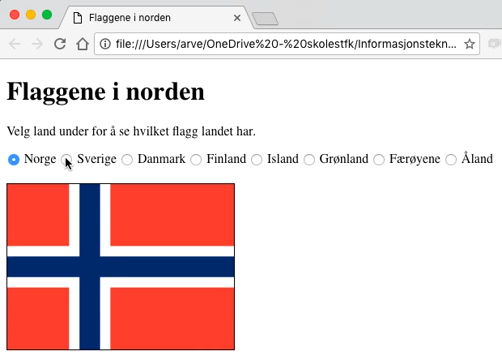 Flaggene i norden
file:///Users/arve/OneDrive%20-%20skolestfk/Informasjonstekn...
Flaggene i norden
Velg land under for å se hvilket flagg landet har.
Norge Sverige Danmark Finland Island Grønland Færøyene Åland